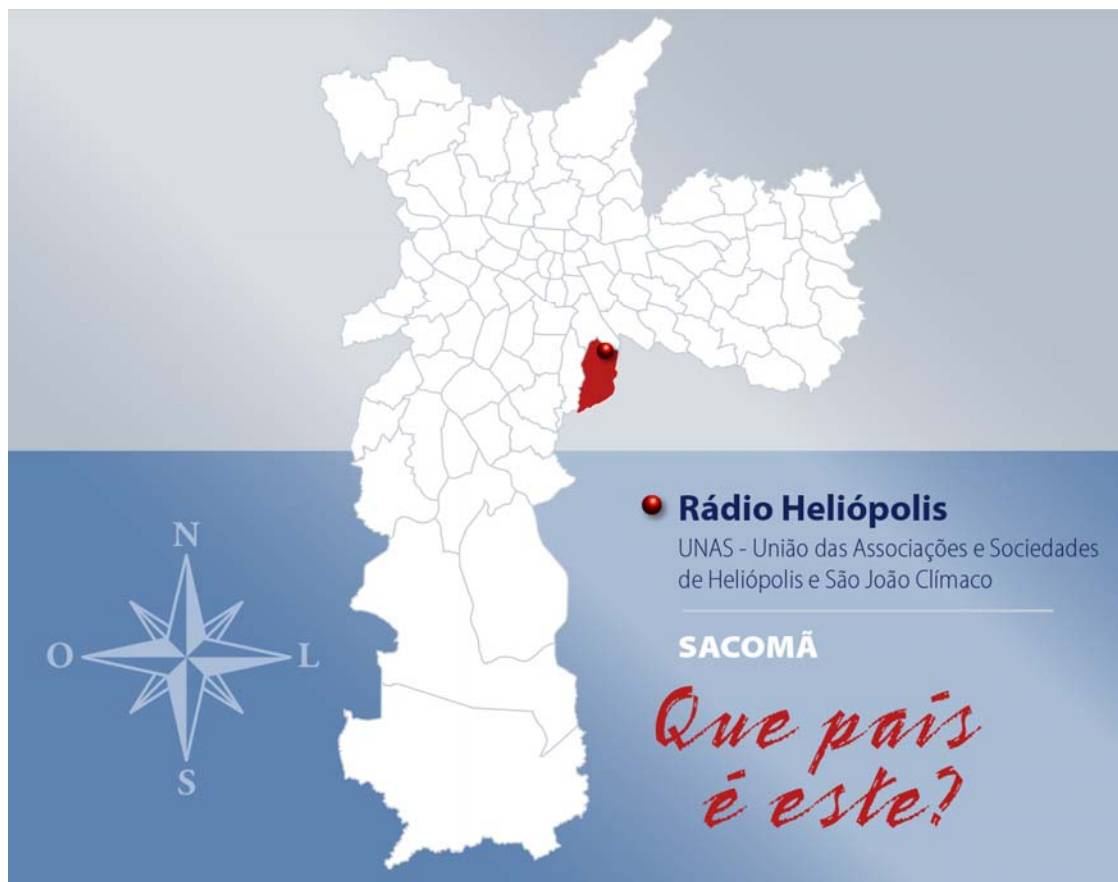 N
O
L
S
Rádio Heliópolis
UNAS - União das Associações e Sociedades
de Heliópolis e São João Clímaco
SACOMÃ
Que país
é este?